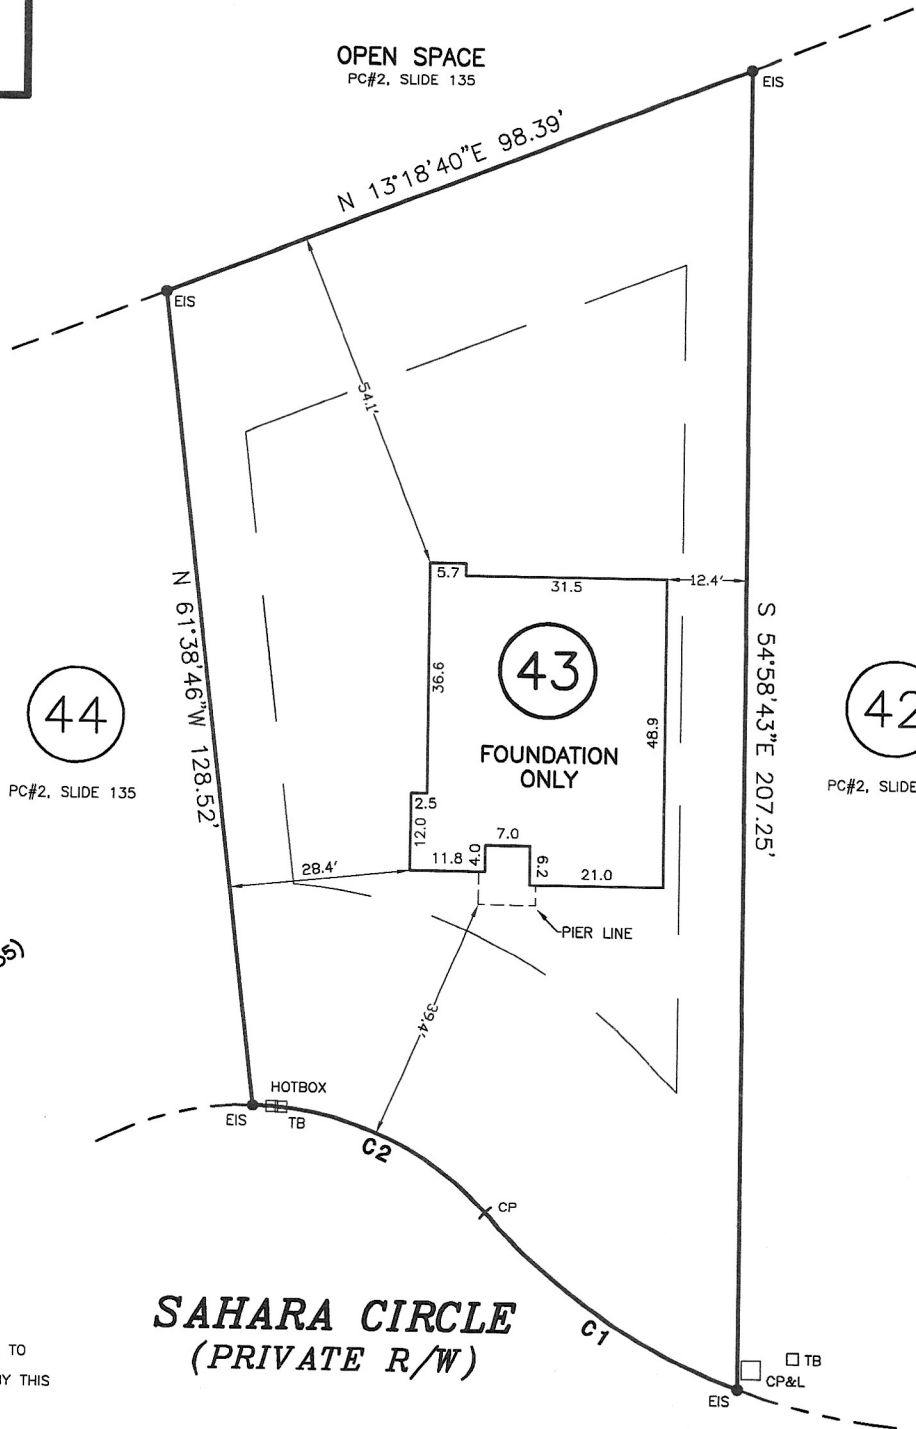 OPEN SPACE
PC#2, SLIDE 135
EIS
N 13°18'40"E 98.39'
EIS
54.1'
5.7
31.5
12.4'
N 61°38'46"W 128.52'
36.6
43
FOUNDATION
ONLY
48.9
S 54°58'43"E 207.25'
44
PC#2, SLIDE 135
42
PC#2, SLIDE
2.5
12.0
11.8
4.0
7.0
6.2
21.0
28.4'
PIER LINE
39.4'
HOTBOX
EIS
TB
C2
CP
SAHARA CIRCLE
(PRIVATE R/W)
C1
TO
Y THIS
TB
CP&L
EIS